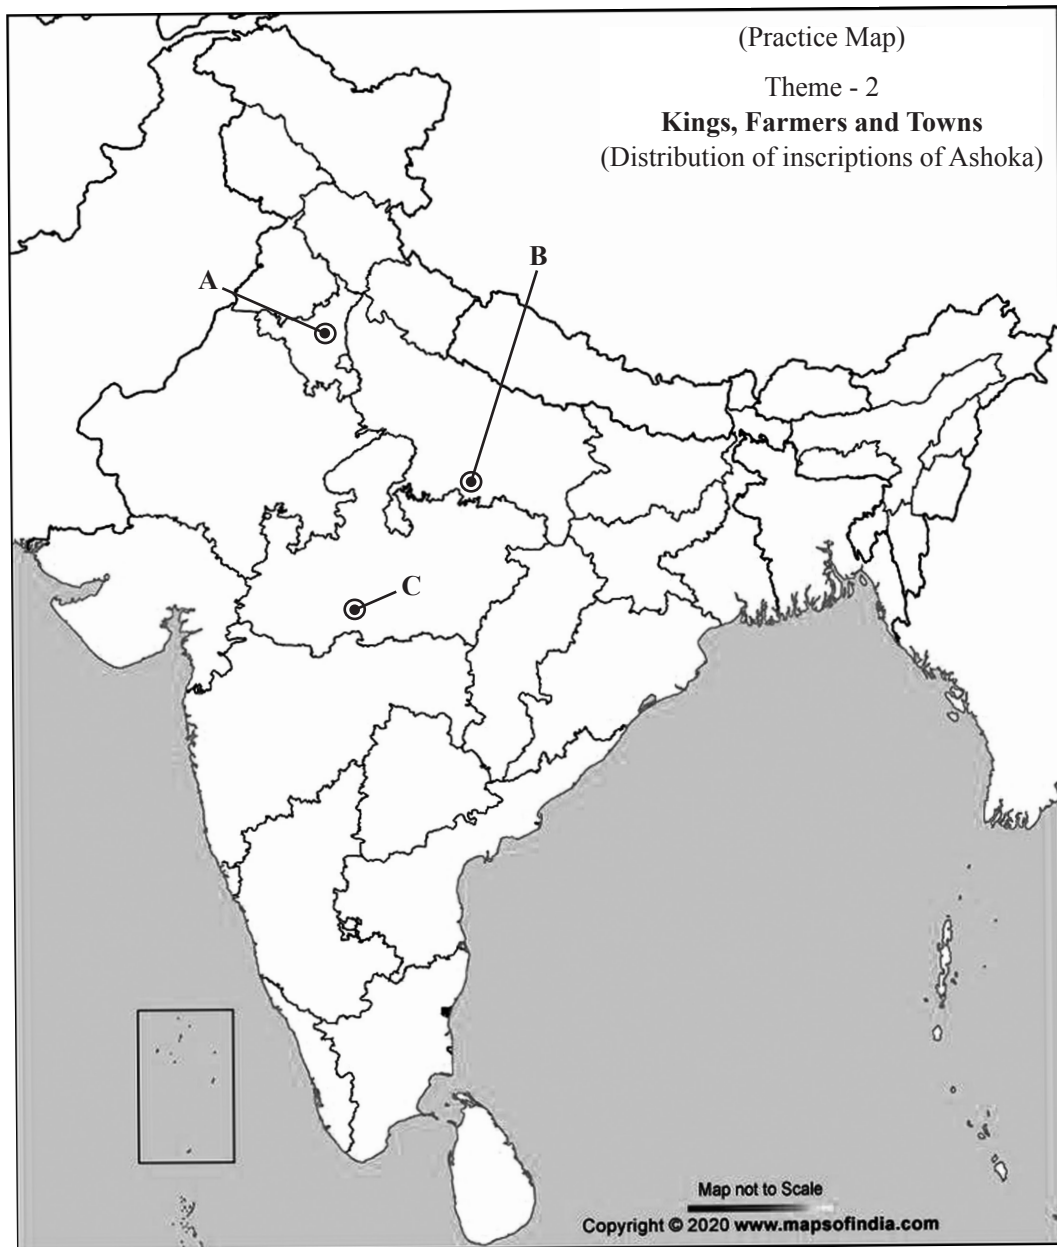 (Practice Map)
Theme - 2
Kings, Farmers and Towns
(Distribution of inscriptions of Ashoka)
B
A
C
Map not to Scale
Copyright © 2020 www.mapsofindia.com